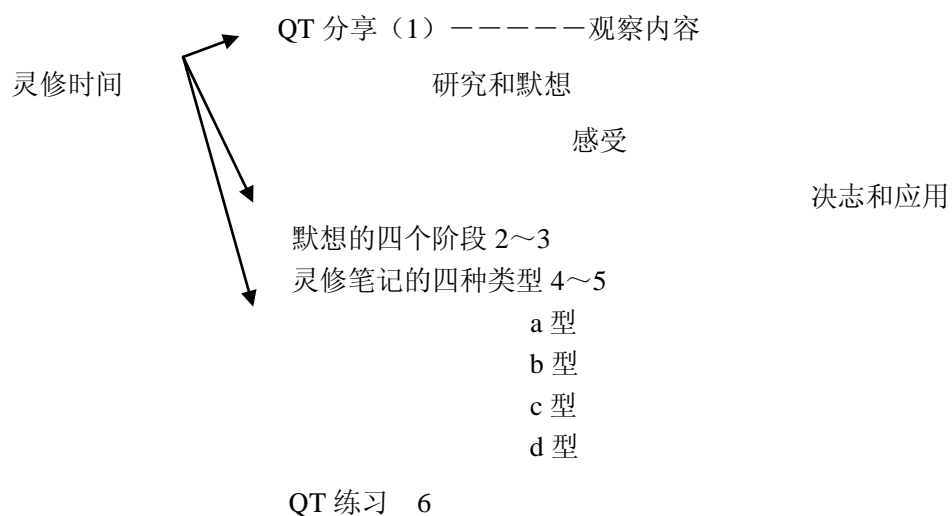 QT 分享（1）－－－－－观察内容
灵修时间 研究和默想
感受
决志和应用
默想的四个阶段 2～3
灵修笔记的四种类型 4～5
a 型
b 型
c 型
d 型
QT 练习 6